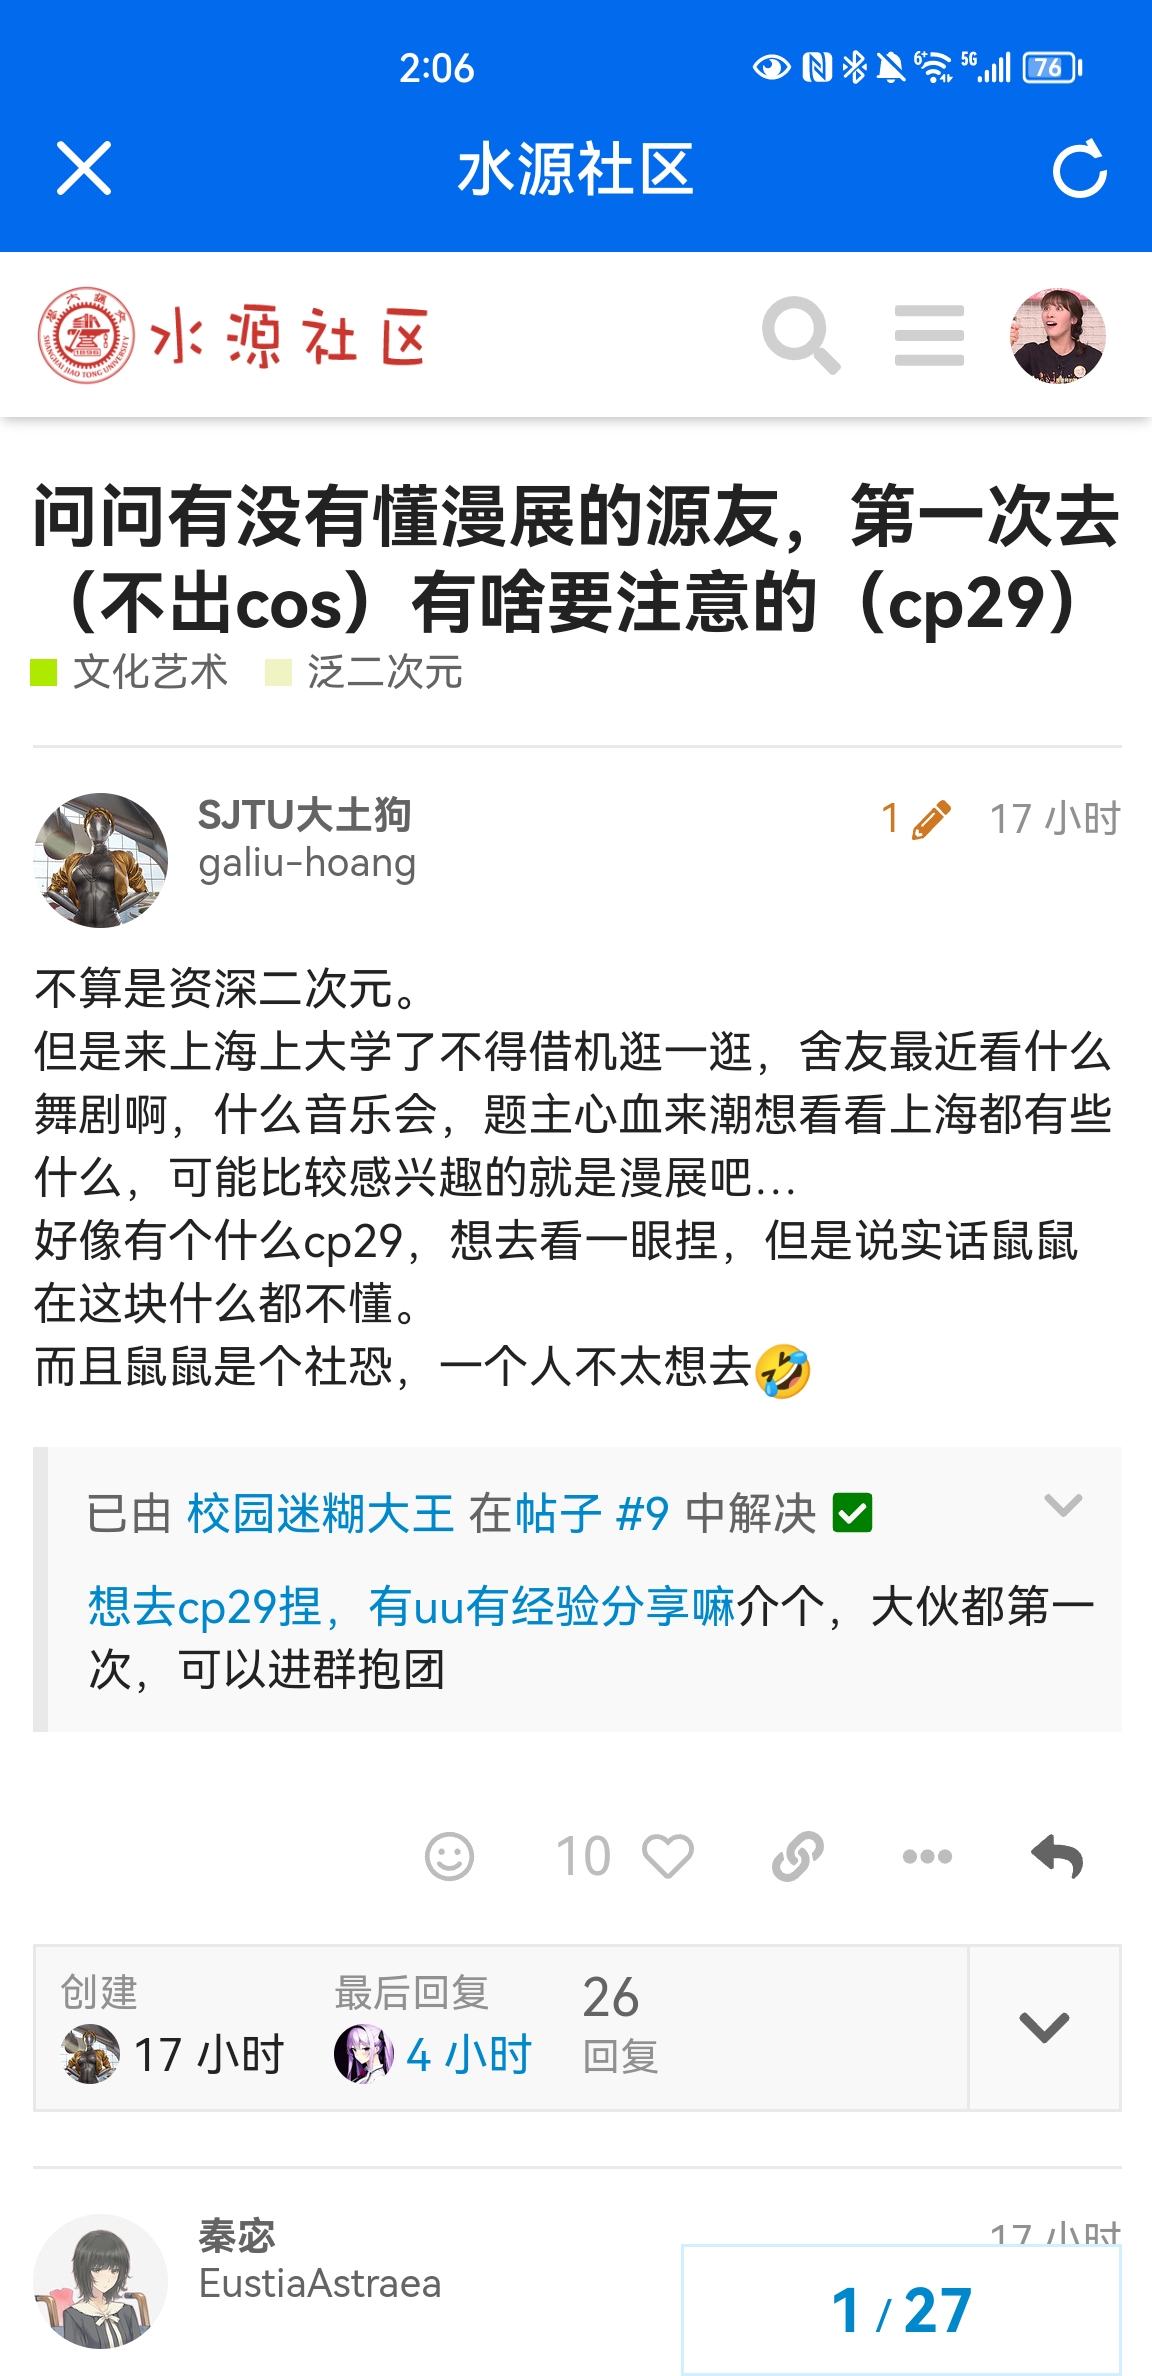 2:06
6+
5G
76
水源社区
水源社区
SHANGHAI JIAO TONG UNIVERSITY
1896
问问有没有懂漫展的源友，第一次去
（不出cos）有啥要注意的（cp29）
文化艺术 泛二次元
SJTU大土狗
1 17 小时
galiu-hoang
不算是资深二次元。
但是来上海上大学了不得借机逛一逛，舍友最近看什么
舞剧啊，什么音乐会，题主心血来潮想看看上海都有些
什么，可能比较感兴趣的就是漫展吧...
好像有个什么cp29，想去看一眼捏，但是说实话鼠鼠
在这块什么都不懂。
而且鼠鼠是个社恐，一个人不太想去🤣
已由 校园迷糊大王 在帖子 #9 中解决 ✅
想去cp29捏，有uu有经验分享嘛介个，大伙都第一
次，可以进群抱团
10
创建 最后回复 26
17 小时 4 小时 回复
秦宓
17 小时
EustiaAstraea
1 / 27